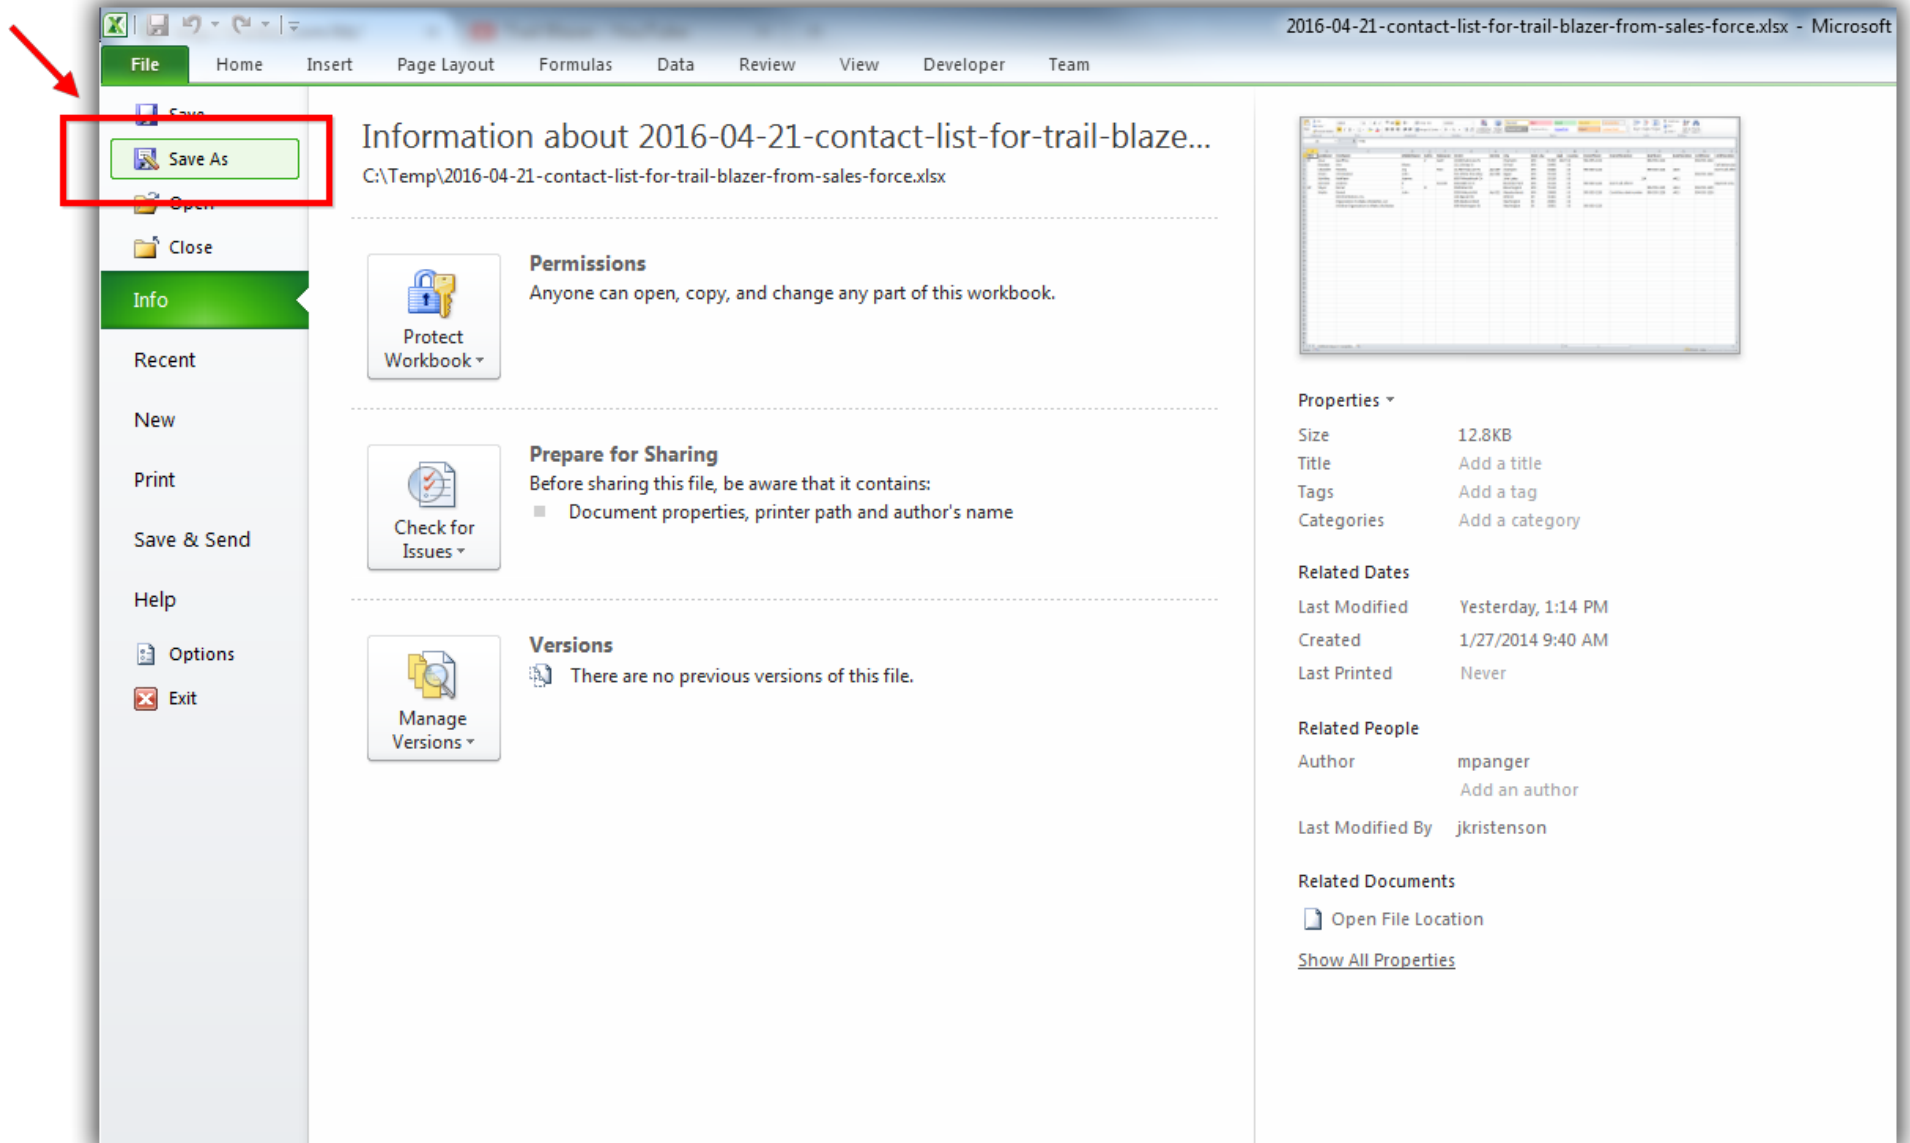 2016-04-21-contact-list-for-trail-blazer-from-sales-force.xlsx - Microsoft
File Home Insert Page Layout Formulas Data Review View Developer Team
Save
Save As
Open
Close
Info
Recent
New
Print
Save & Send
Help
Options
Exit
Information about 2016-04-21-contact-list-for-trail-blaze...
C:\Temp\2016-04-21-contact-list-for-trail-blazer-from-sales-force.xlsx
Protect
Workbook
Permissions
Anyone can open, copy, and change any part of this workbook.
Check for
Issues
Prepare for Sharing
Before sharing this file, be aware that it contains:
Document properties, printer path and author's name
Manage
Versions
Versions
There are no previous versions of this file.
Properties
Size 12.8KB
Title Add a title
Tags Add a tag
Categories Add a category
Related Dates
Last Modified Yesterday, 1:14 PM
Created 1/27/2014 9:40 AM
Last Printed Never
Related People
Author mpanger
Add an author
Last Modified By jkristenson
Related Documents
Open File Location
Show All Properties